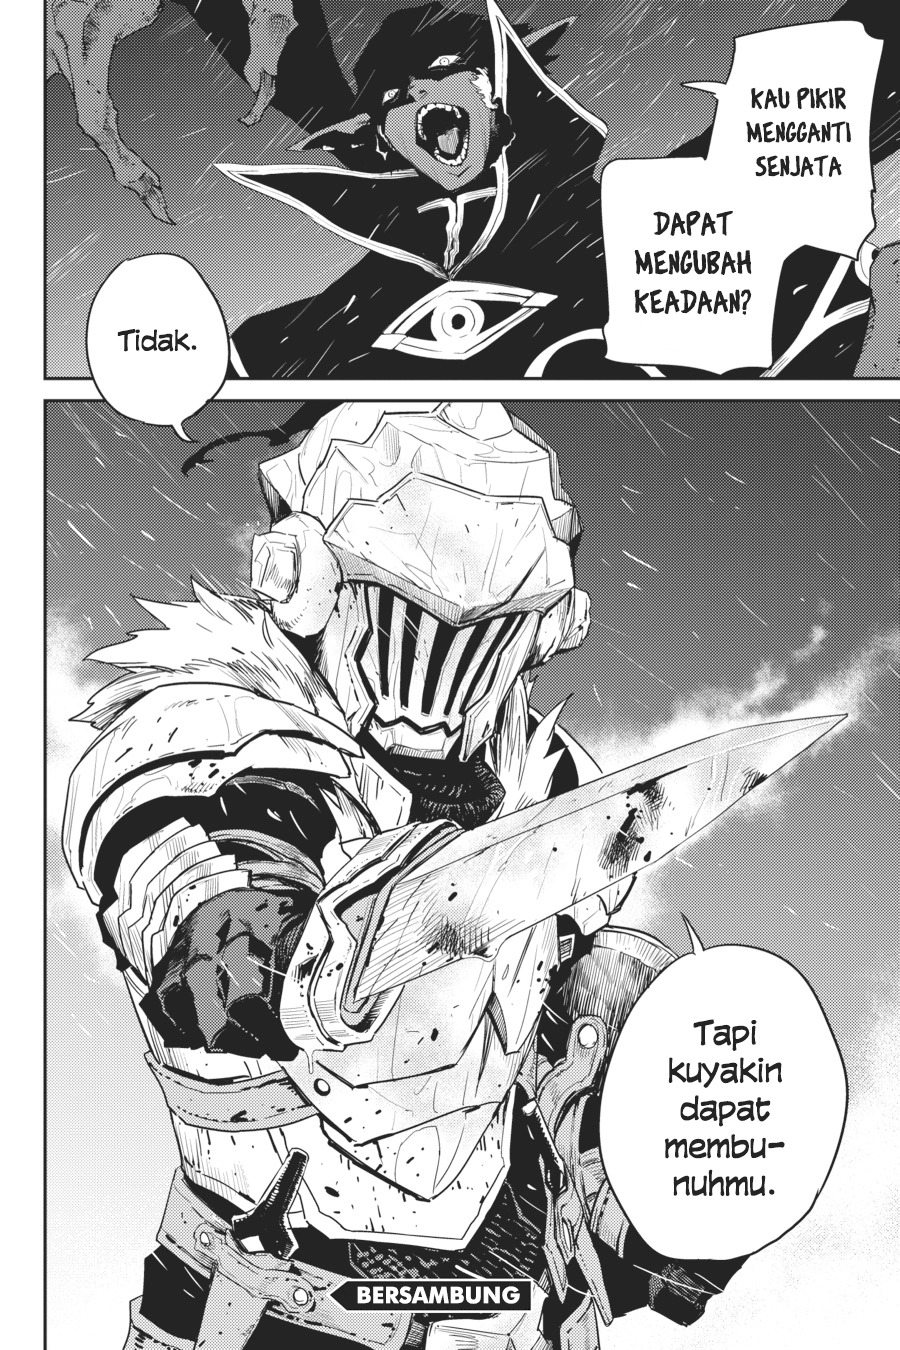 KAU PIKIR
MENGGANTI
SENJATA
DAPAT
MENGUBAH
KEADAAN?
Tidak.
Tapi
kuyakin
dapat
membu-
nuhmu.
BERSAMBUNG